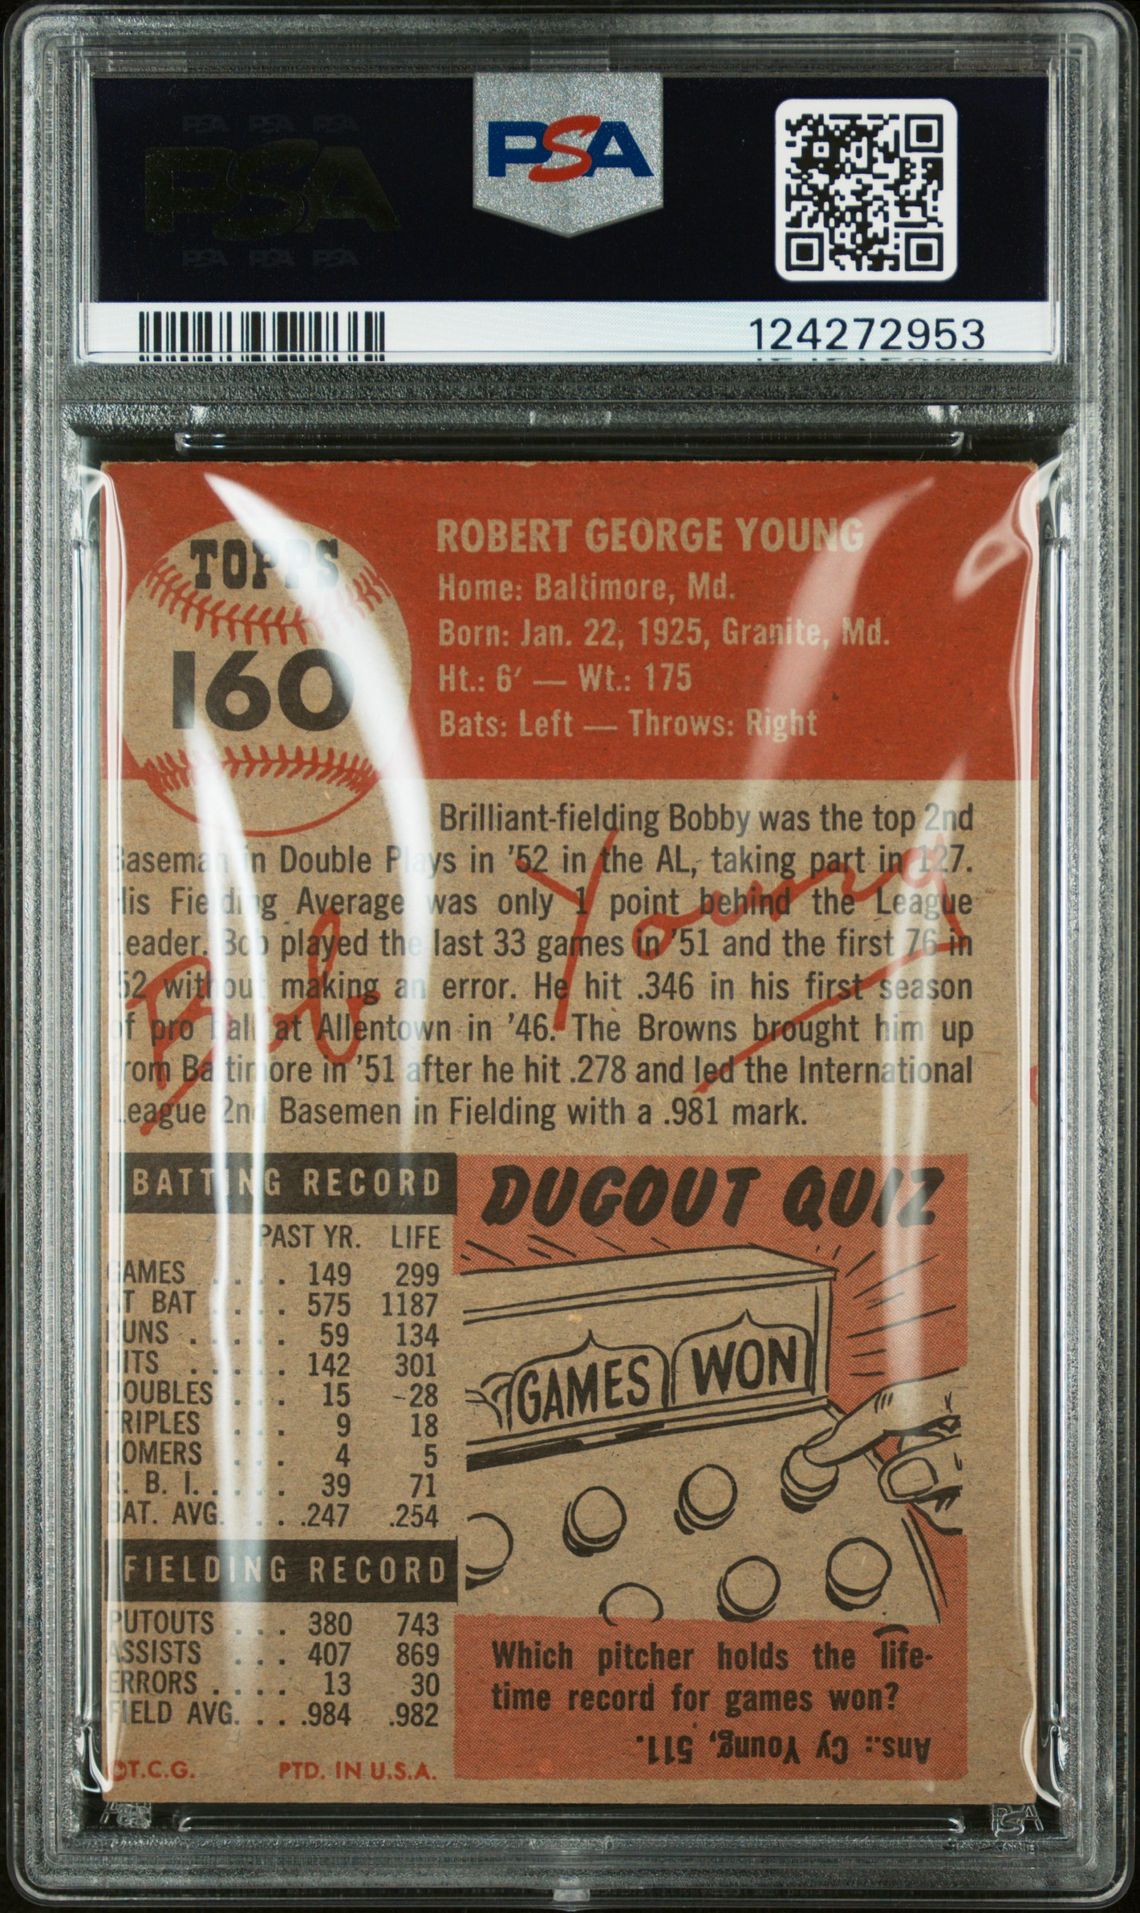 PSA PSA PSA
PSA
PSA PSA PSA
PSA
124272953
TOPPS
160
ROBERT GEORGE YOUNG
Home: Baltimore, Md.
Born: Jan. 22, 1925, Granite, Md.
Ht.: 6′ — Wt.: 175
Bats: Left — Throws: Right
Brilliant-fielding Bobby was the top 2nd
Baseman in Double Plays in ’52 in the AL, taking part in 127.
His Fielding Average was only 1 point behind the League
Leader. Bob played the last 33 games in ’51 and the first 76 in
’52 without making an error. He hit .346 in his first season
of pro ball at Allentown in ’46. The Browns brought him up
from Baltimore in ’51 after he hit .278 and led the International
League 2nd Basemen in Fielding with a .981 mark.
Bob Young
BATTING RECORD
PAST YR. LIFE
GAMES . . . . 149 299
AT BAT . . . . 575 1187
RUNS . . . . . 59 134
HITS . . . . . 142 301
DOUBLES . . . 15 28
TRIPLES . . . 9 18
HOMERS . . . 4 5
R. B. I. . . . . 39 71
BAT. AVG. . . . .247 .254
FIELDING RECORD
PUTOUTS . . . 380 743
ASSISTS . . . 407 869
ERRORS . . . . 13 30
FIELD AVG. . . . .984 .982
©T.C.G. PTD. IN U.S.A.
DUGOUT QUIZ
GAMES WON
Which pitcher holds the life-
time record for games won?
Ans.: Cy Young, 511.
PSA PSA